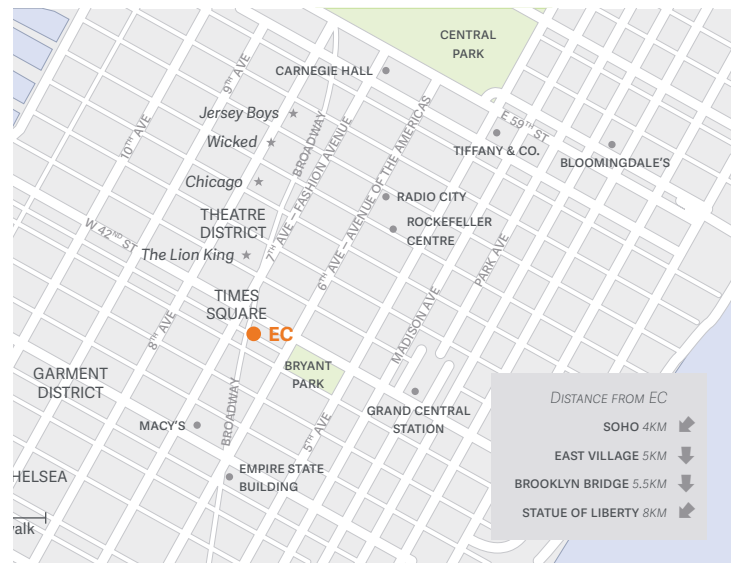 CENTRAL
PARK
CARNEGIE HALL
9TH AVE
Jersey Boys
BROADWAY
E 59TH ST
10TH AVE
Wicked
TIFFANY & CO.
BLOOMINGDALE'S
7TH AVE – FASHION AVENUE
6TH AVE – AVENUE OF THE AMERICAS
Chicago
RADIO CITY
THEATRE
DISTRICT
ROCKEFELLER
CENTRE
W 42ND ST
The Lion King
PARK AVE
TIMES
SQUARE
MADISON AVE
8TH AVE
EC
GARMENT
DISTRICT
BRYANT
PARK
BROADWAY
GRAND CENTRAL
STATION
MACY'S
5TH AVE
EMPIRE STATE
BUILDING
HELSEA
alk
DISTANCE FROM EC
SOHO 4KM
EAST VILLAGE 5KM
BROOKLYN BRIDGE 5.5KM
STATUE OF LIBERTY 8KM